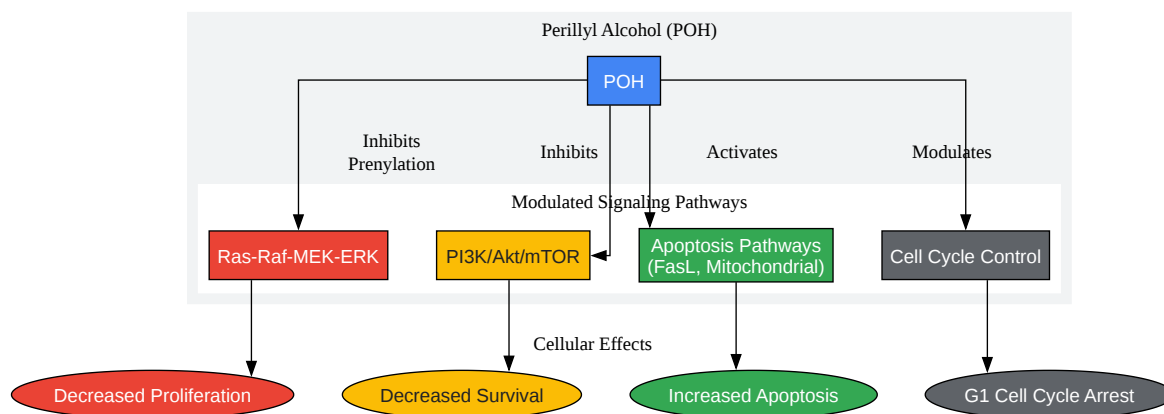 Perillyl Alcohol (POH)
POH
Inhibits
Prenylation
Inhibits
Activates
Modulates
Modulated Signaling Pathways
Ras-Raf-MEK-ERK
PI3K/Akt/mTOR
Apoptosis Pathways
(FasL, Mitochondrial)
Cell Cycle Control
Cellular Effects
Decreased Proliferation
Decreased Survival
Increased Apoptosis
G1 Cell Cycle Arrest